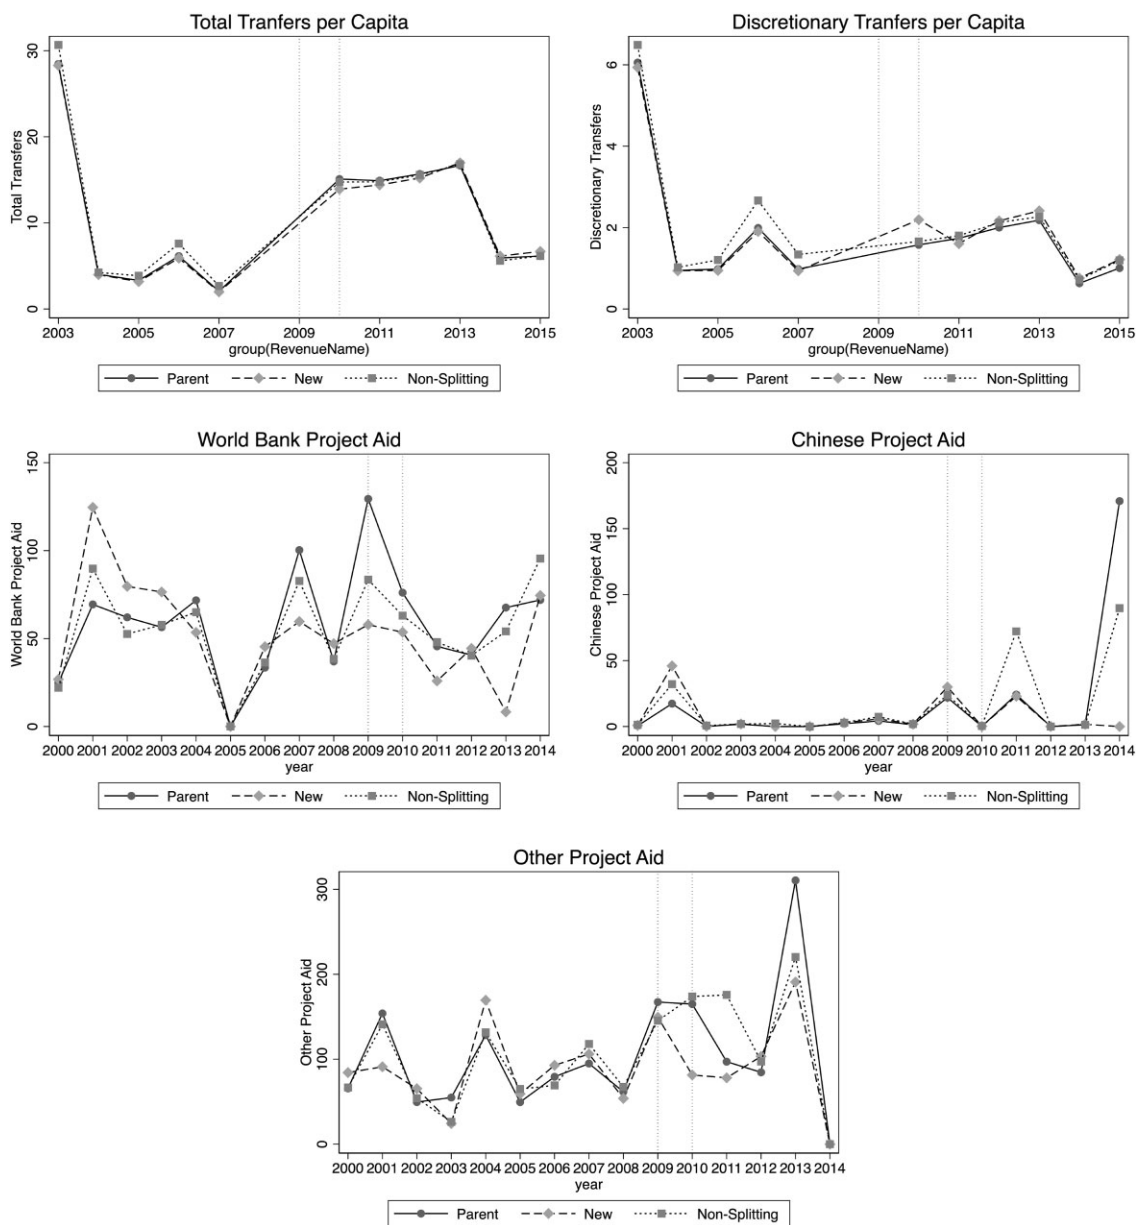 Total Tranfers per Capita
Total Transfers
30
20
10
0
2003 2005 2007 2009 2011 2013 2015
group(RevenueName)
Parent New Non-Splitting
Discretionary Tranfers per Capita
Discretionary Transfers
6
4
2
0
2003 2005 2007 2009 2011 2013 2015
group(RevenueName)
Parent New Non-Splitting
World Bank Project Aid
World Bank Project Aid
150
100
50
0
2000 2001 2002 2003 2004 2005 2006 2007 2008 2009 2010 2011 2012 2013 2014
year
Parent New Non-Splitting
Chinese Project Aid
Chinese Project Aid
200
150
100
50
0
2000 2001 2002 2003 2004 2005 2006 2007 2008 2009 2010 2011 2012 2013 2014
year
Parent New Non-Splitting
Other Project Aid
Other Project Aid
300
200
100
0
2000 2001 2002 2003 2004 2005 2006 2007 2008 2009 2010 2011 2012 2013 2014
year
Parent New Non-Splitting